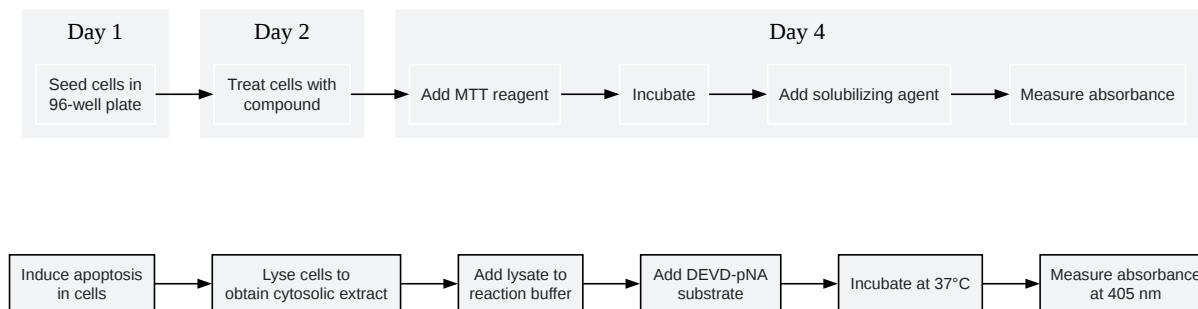 Day 1
Day 2
Day 4
Seed cells in
96-well plate
Treat cells with
compound
Add MTT reagent
Incubate
Add solubilizing agent
Measure absorbance
Induce apoptosis
in cells
Lyse cells to
obtain cytosolic extract
Add lysate to
reaction buffer
Add DEVD-pNA
substrate
Incubate at 37°C
Measure absorbance
at 405 nm